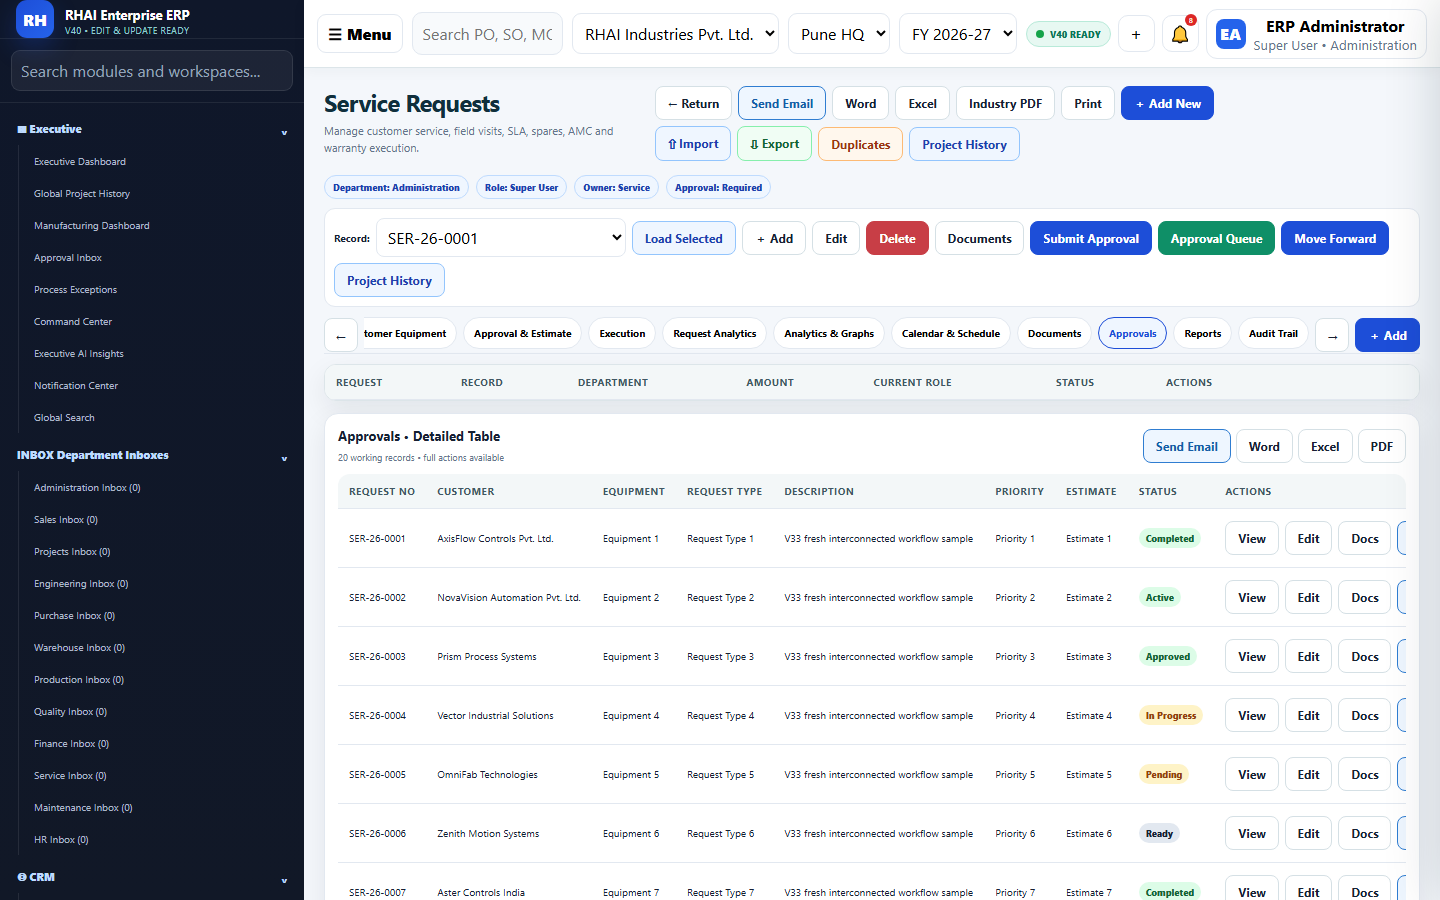 RH
RHAI Enterprise ERP
V40 • EDIT & UPDATE READY
Search modules and workspaces...
Executive
Executive Dashboard
Global Project History
Manufacturing Dashboard
Approval Inbox
Process Exceptions
Command Center
Executive AI Insights
Notification Center
Global Search
INBOX Department Inboxes
Administration Inbox (0)
Sales Inbox (0)
Projects Inbox (0)
Engineering Inbox (0)
Purchase Inbox (0)
Warehouse Inbox (0)
Production Inbox (0)
Quality Inbox (0)
Finance Inbox (0)
Service Inbox (0)
Maintenance Inbox (0)
HR Inbox (0)
CRM
☰ Menu
Search PO, SO, MC
RHAI Industries Pvt. Ltd.
Pune HQ
FY 2026-27
V40 READY
+
8
EA
ERP Administrator
Super User • Administration
Service Requests
Manage customer service, field visits, SLA, spares, AMC and
warranty execution.
← Return
Send Email
Word
Excel
Industry PDF
Print
+ Add New
⇧ Import
⇩ Export
Duplicates
Project History
Department: Administration
Role: Super User
Owner: Service
Approval: Required
Record:
SER-26-0001
Load Selected
+ Add
Edit
Delete
Documents
Submit Approval
Approval Queue
Move Forward
Project History
←
tomer Equipment
Approval & Estimate
Execution
Request Analytics
Analytics & Graphs
Calendar & Schedule
Documents
Approvals
Reports
Audit Trail
→
+ Add
REQUEST RECORD DEPARTMENT AMOUNT CURRENT ROLE STATUS ACTIONS
Approvals • Detailed Table
20 working records • full actions available
Send Email
Word
Excel
PDF
REQUEST NO CUSTOMER EQUIPMENT REQUEST TYPE DESCRIPTION PRIORITY ESTIMATE STATUS ACTIONS
SER-26-0001 AxisFlow Controls Pvt. Ltd. Equipment 1 Request Type 1 V33 fresh interconnected workflow sample Priority 1 Estimate 1 Completed View Edit Docs
SER-26-0002 NovaVision Automation Pvt. Ltd. Equipment 2 Request Type 2 V33 fresh interconnected workflow sample Priority 2 Estimate 2 Active View Edit Docs
SER-26-0003 Prism Process Systems Equipment 3 Request Type 3 V33 fresh interconnected workflow sample Priority 3 Estimate 3 Approved View Edit Docs
SER-26-0004 Vector Industrial Solutions Equipment 4 Request Type 4 V33 fresh interconnected workflow sample Priority 4 Estimate 4 In Progress View Edit Docs
SER-26-0005 OmniFab Technologies Equipment 5 Request Type 5 V33 fresh interconnected workflow sample Priority 5 Estimate 5 Pending View Edit Docs
SER-26-0006 Zenith Motion Systems Equipment 6 Request Type 6 V33 fresh interconnected workflow sample Priority 6 Estimate 6 Ready View Edit Docs
SER-26-0007 Aster Controls India Equipment 7 Request Type 7 V33 fresh interconnected workflow sample Priority 7 Estimate 7 Completed View Edit Docs